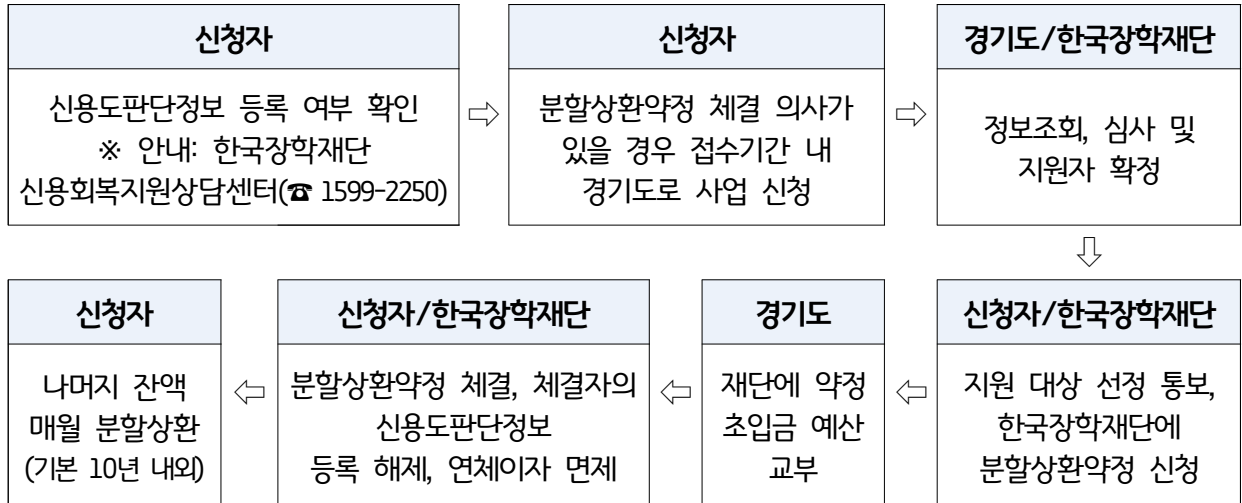 신청자
신용도판단정보 등록 여부 확인
※ 안내: 한국장학재단
신용회복지원상담센터(☎ 1599-2250)
⇨
신청자
분할상환약정 체결 의사가
있을 경우 접수기간 내
경기도로 사업 신청
⇨
경기도/한국장학재단
정보조회, 심사 및
지원자 확정
⇩
신청자/한국장학재단
지원 대상 선정 통보,
한국장학재단에
분할상환약정 신청
⇦
경기도
재단에 약정
초입금 예산
교부
⇦
신청자/한국장학재단
분할상환약정 체결, 체결자의
신용도판단정보
등록 해제, 연체이자 면제
⇦
신청자
나머지 잔액
매월 분할상환
(기본 10년 내외)